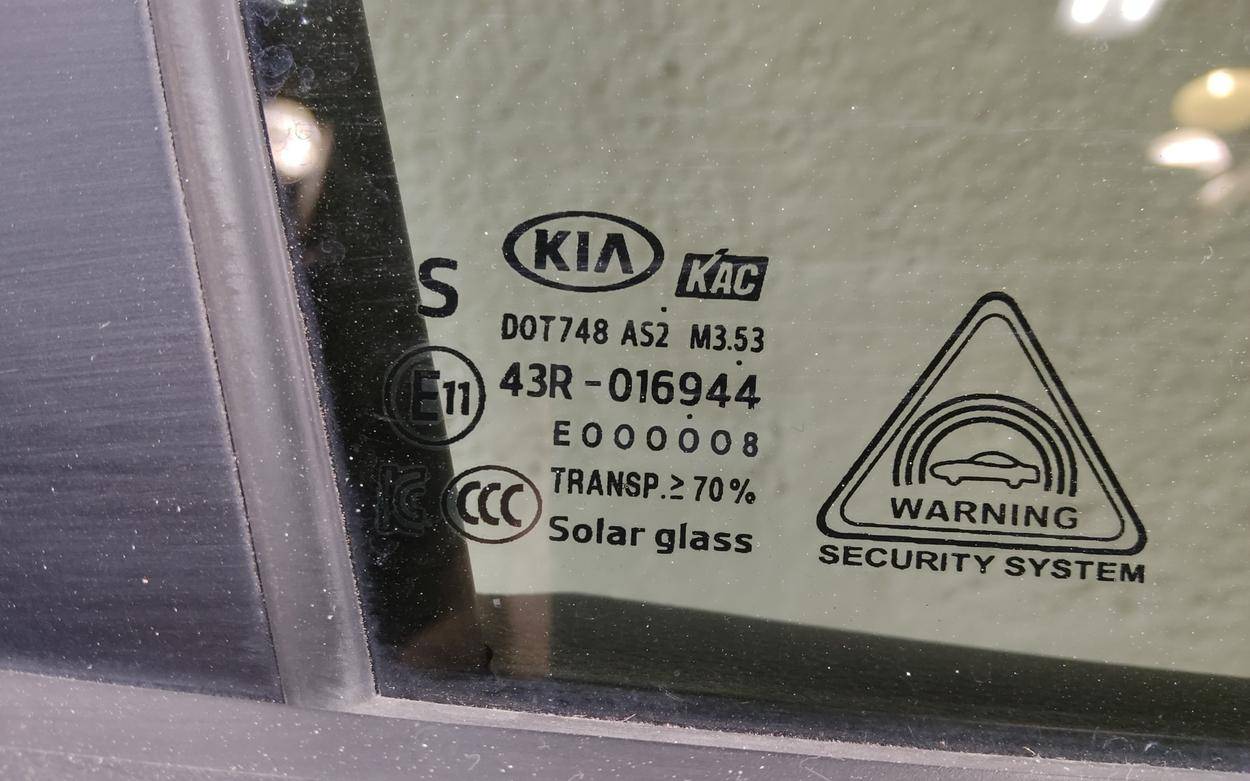 KIA
KAC
S
DOT748 AS2 M3.53
E11
43R-016944
E000008
CCC
TRANSP.≥70%
Solar glass
WARNING
SECURITY SYSTEM